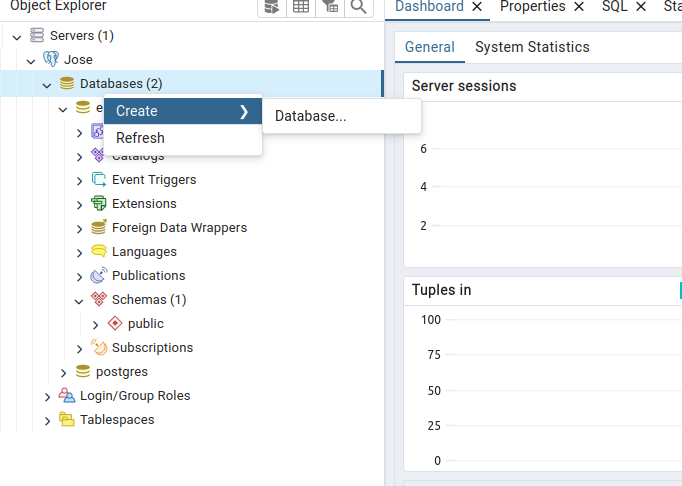 Object Explorer
Servers (1)
Jose
Databases (2)
e
Create
Refresh
Database...
Catalogs
Event Triggers
Extensions
Foreign Data Wrappers
Languages
Publications
Schemas (1)
public
Subscriptions
postgres
Login/Group Roles
Tablespaces
Dashboard
Properties
SQL
Sta
General
System Statistics
Server sessions
6
4
2
Tuples in
100
75
50
25
0